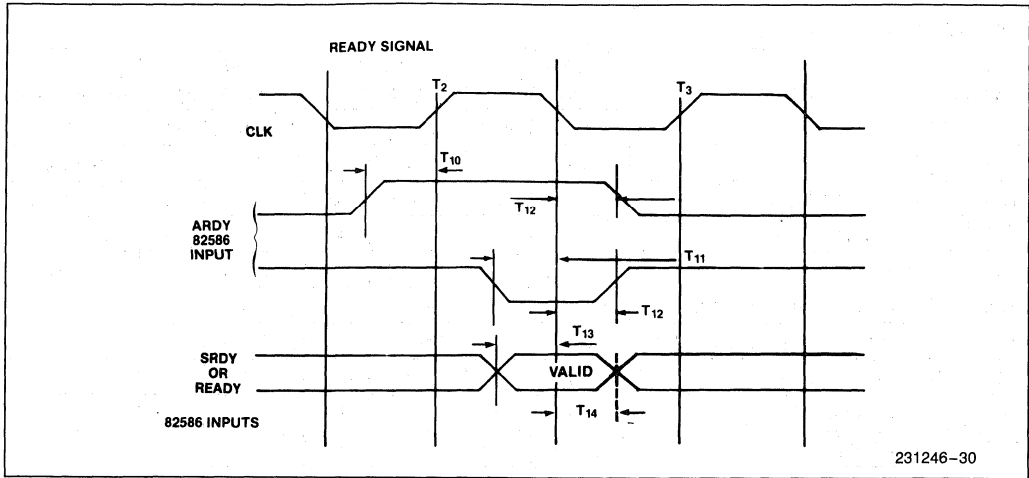 READY SIGNAL
T2
T3
CLK
T10
T12
ARDY
82586
INPUT
T11
T12
T13
SRDY
OR
READY
VALID
T14
82586 INPUTS
231246-30